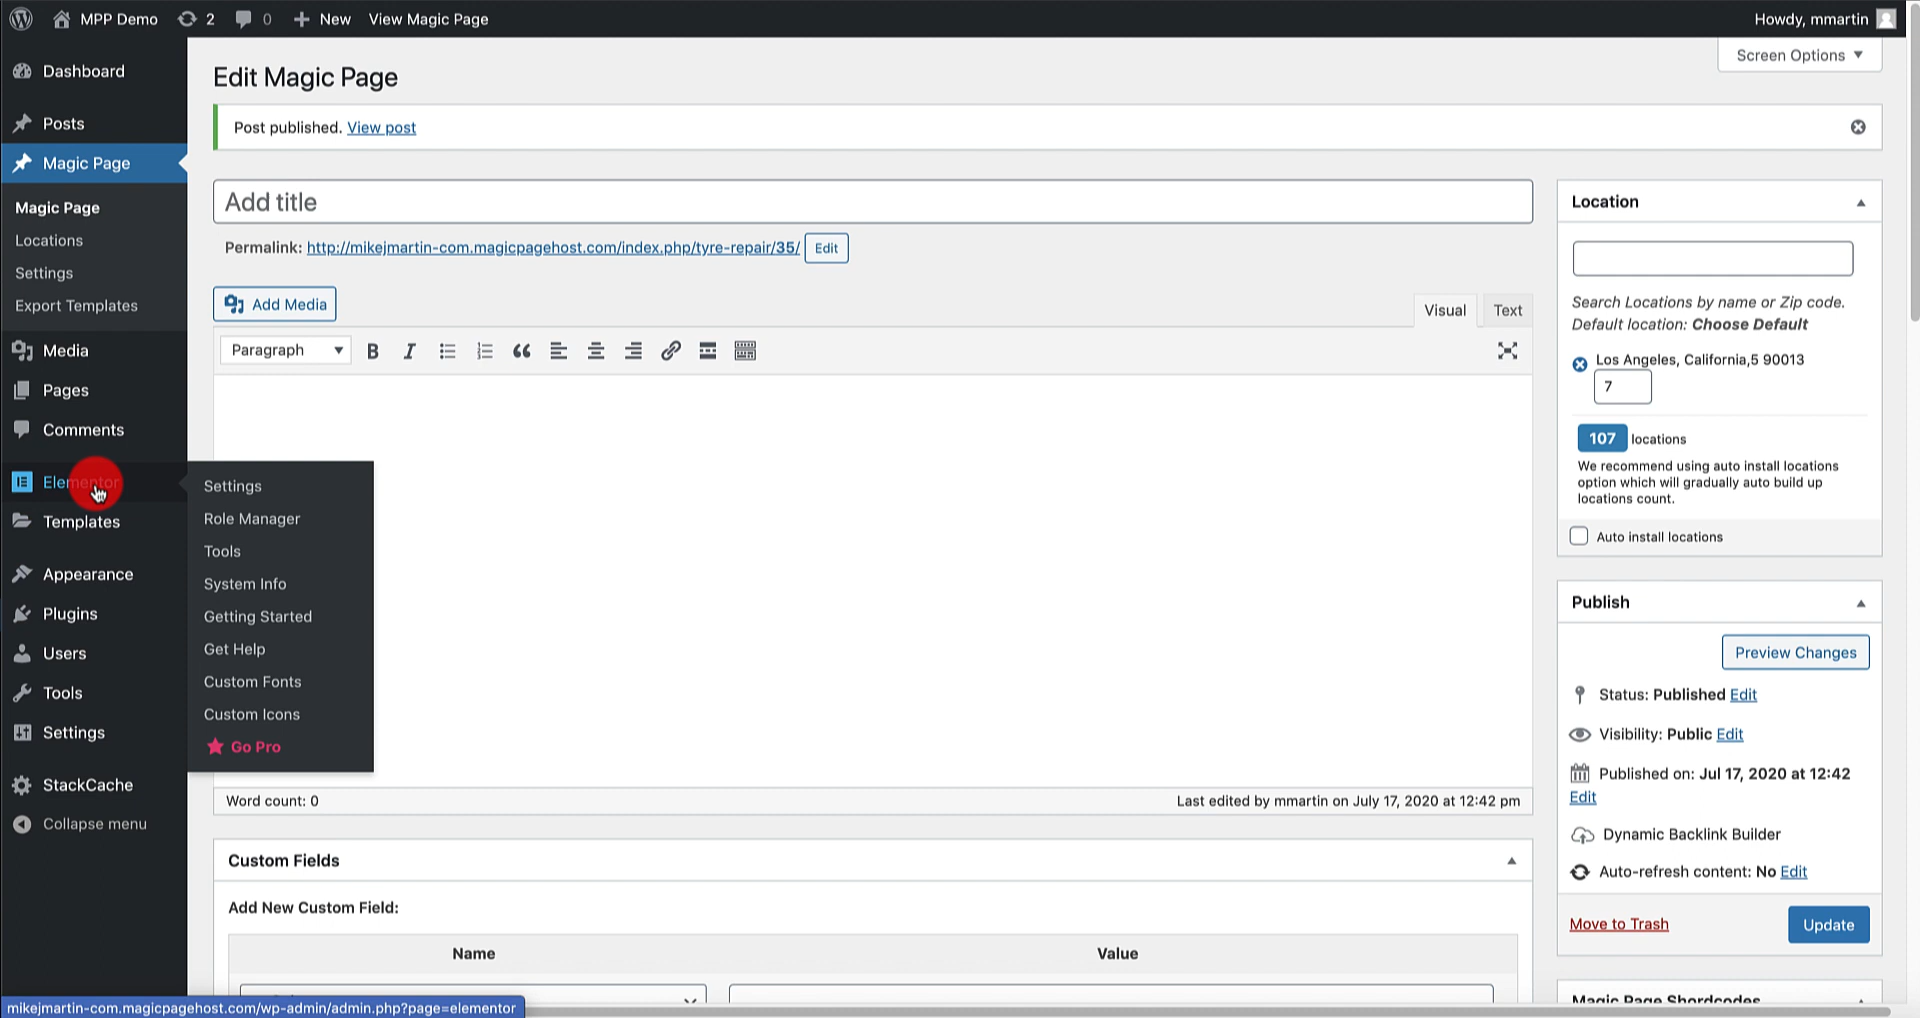 MPP Demo 2 0 New View Magic Page Howdy, mmartin
Screen Options
Dashboard
Posts
Magic Page
Magic Page
Locations
Settings
Export Templates
Media
Pages
Comments
Elementor
Templates
Appearance
Plugins
Users
Tools
Settings
StackCache
Collapse menu
Settings
Role Manager
Tools
System Info
Getting Started
Get Help
Custom Fonts
Custom Icons
Go Pro
Edit Magic Page
Post published. View post
Add title
Permalink: http://mikejmartin-com.magicpagehost.com/index.php/tyre-repair/35/ Edit
Add Media
Visual Text
Paragraph B I
Word count: 0 Last edited by mmartin on July 17, 2020 at 12:42 pm
Custom Fields
Add New Custom Field:
Name Value
Location
Search Locations by name or Zip code.
Default location: Choose Default
Los Angeles, California,5 90013
7
107 locations
We recommend using auto install locations
option which will gradually auto build up
locations count.
Auto install locations
Publish
Preview Changes
Status: Published Edit
Visibility: Public Edit
Published on: Jul 17, 2020 at 12:42
Edit
Dynamic Backlink Builder
Auto-refresh content: No Edit
Move to Trash Update
Magic Page Shortcodes
mikejmartin-com.magicpagehost.com/wp-admin/admin.php?page=elementor